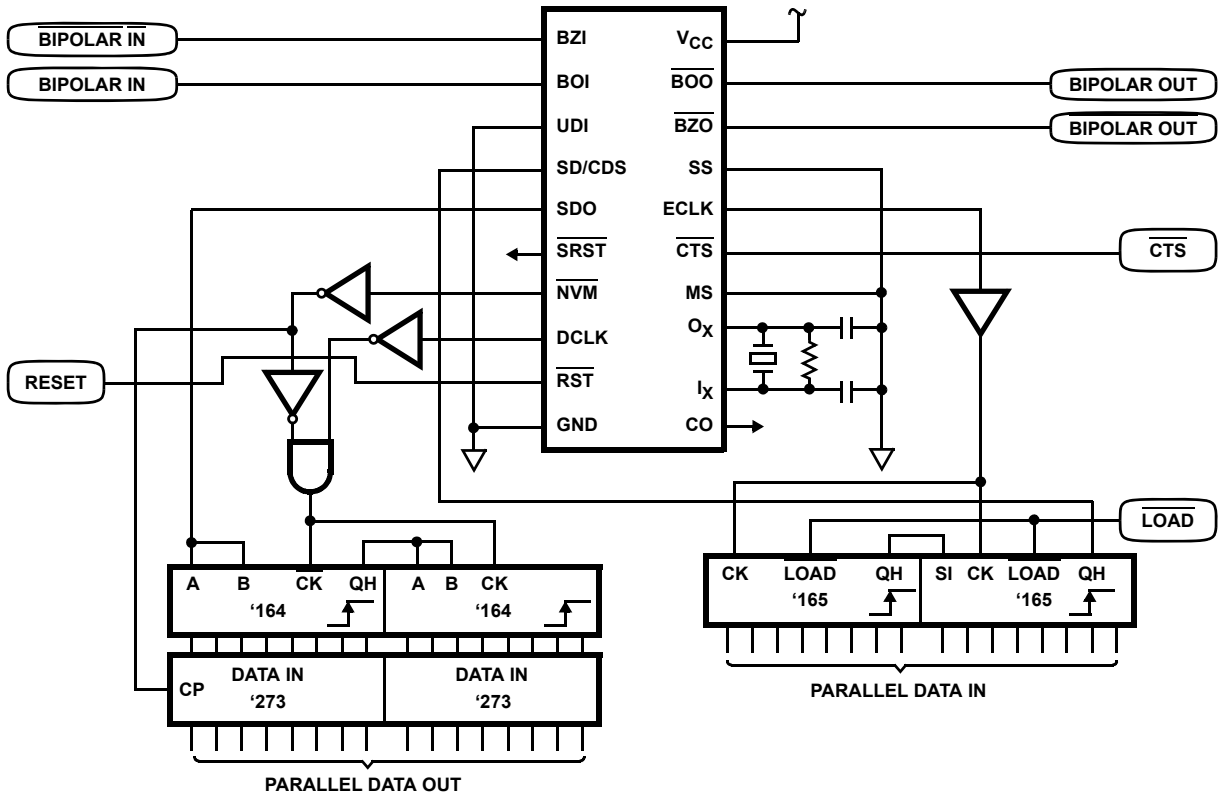 BIPOLAR IN
BIPOLAR IN
RESET
BZI
BOI
UDI
SD/CDS
SDO
SRST
NVM
DCLK
RST
GND
VCC
BOO
BZO
SS
ECLK
CTS
MS
OX
IX
CO
BIPOLAR OUT
BIPOLAR OUT
CTS
LOAD
A B CK QH A B CK
‘164 ‘164
CP DATA IN DATA IN
‘273 ‘273
PARALLEL DATA OUT
CK LOAD QH SI CK LOAD QH
‘165 ‘165
PARALLEL DATA IN